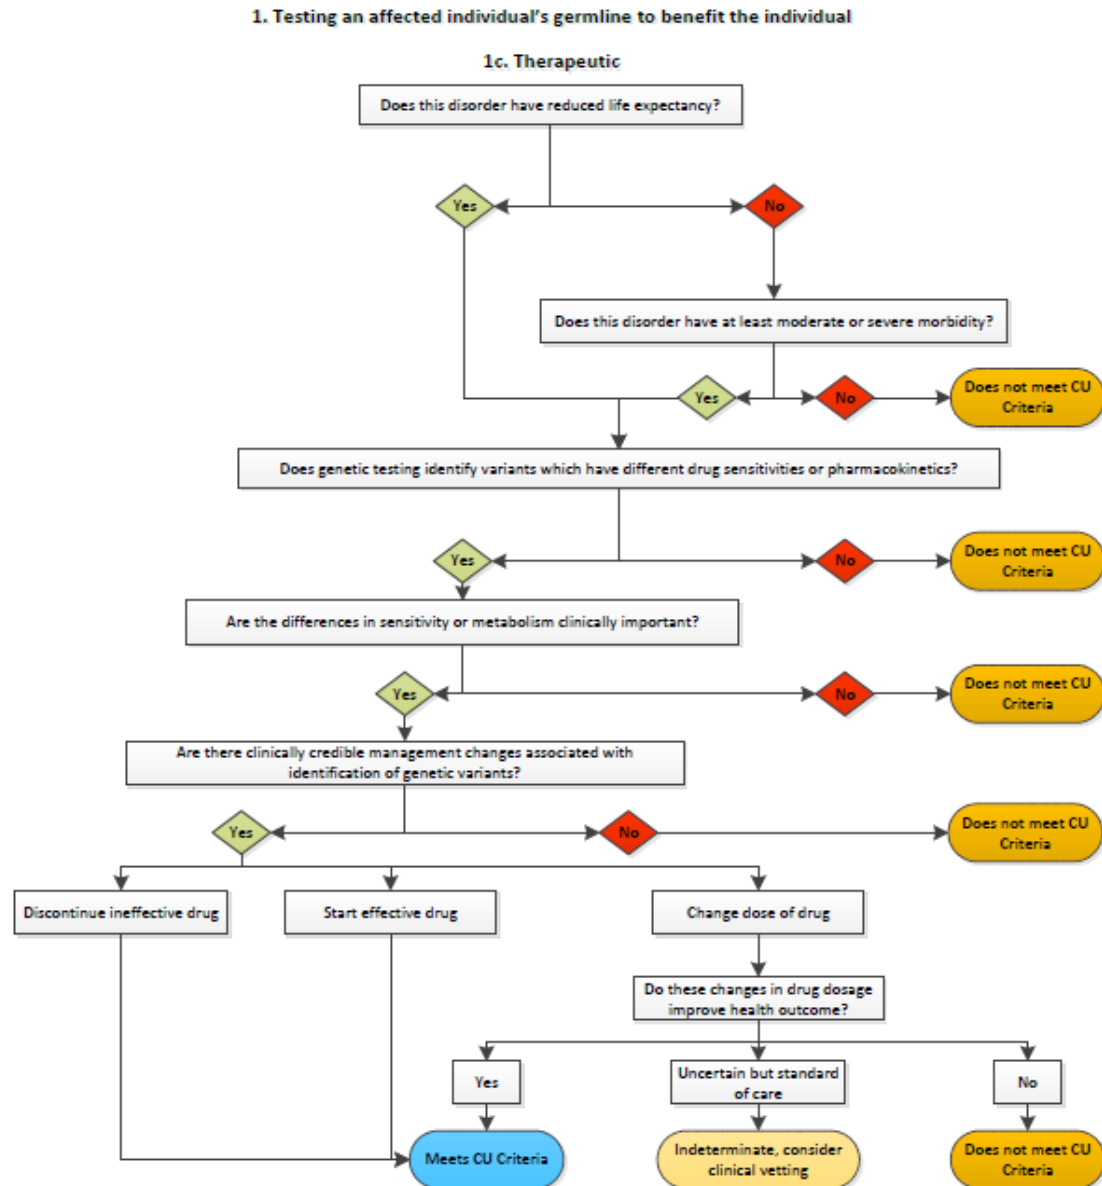 1. Testing an affected individual's germline to benefit the individual
1c. Therapeutic
Does this disorder have reduced life expectancy?
Yes
No
Does this disorder have at least moderate or severe morbidity?
Yes
No
Does not meet CU
Criteria
Does genetic testing identify variants which have different drug sensitivities or pharmacokinetics?
Yes
No
Does not meet CU
Criteria
Are the differences in sensitivity or metabolism clinically important?
Yes
No
Does not meet CU
Criteria
Are there clinically credible management changes associated with
identification of genetic variants?
Yes
No
Does not meet CU
Criteria
Discontinue ineffective drug
Start effective drug
Change dose of drug
Do these changes in drug dosage
improve health outcome?
Yes
Uncertain but standard
of care
No
Meets CU Criteria
Indeterminate, consider
clinical vetting
Does not meet CU
Criteria